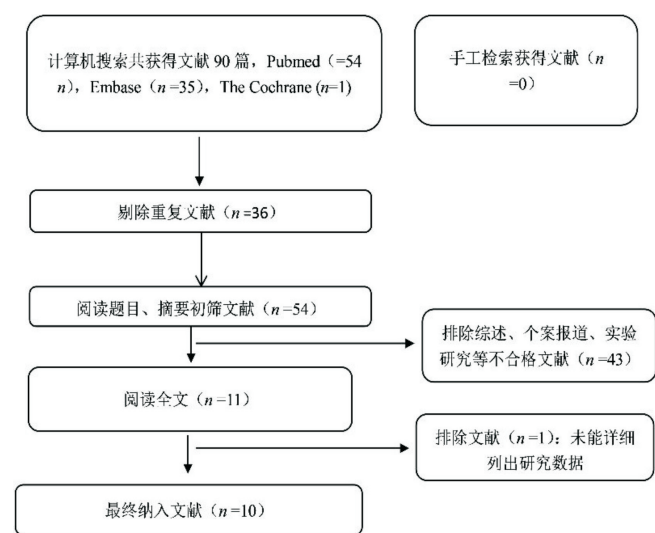 计算机搜索共获得文献 90 篇，Pubmed（=54
n），Embase（n =35），The Cochrane (n=1)
手工检索获得文献（n
=0）
剔除重复文献（n =36）
阅读题目、摘要初筛文献（n =54）
排除综述、个案报道、实验
研究等不合格文献（n =43）
阅读全文（n =11）
排除文献（n =1）：未能详细
列出研究数据
最终纳入文献（n =10）